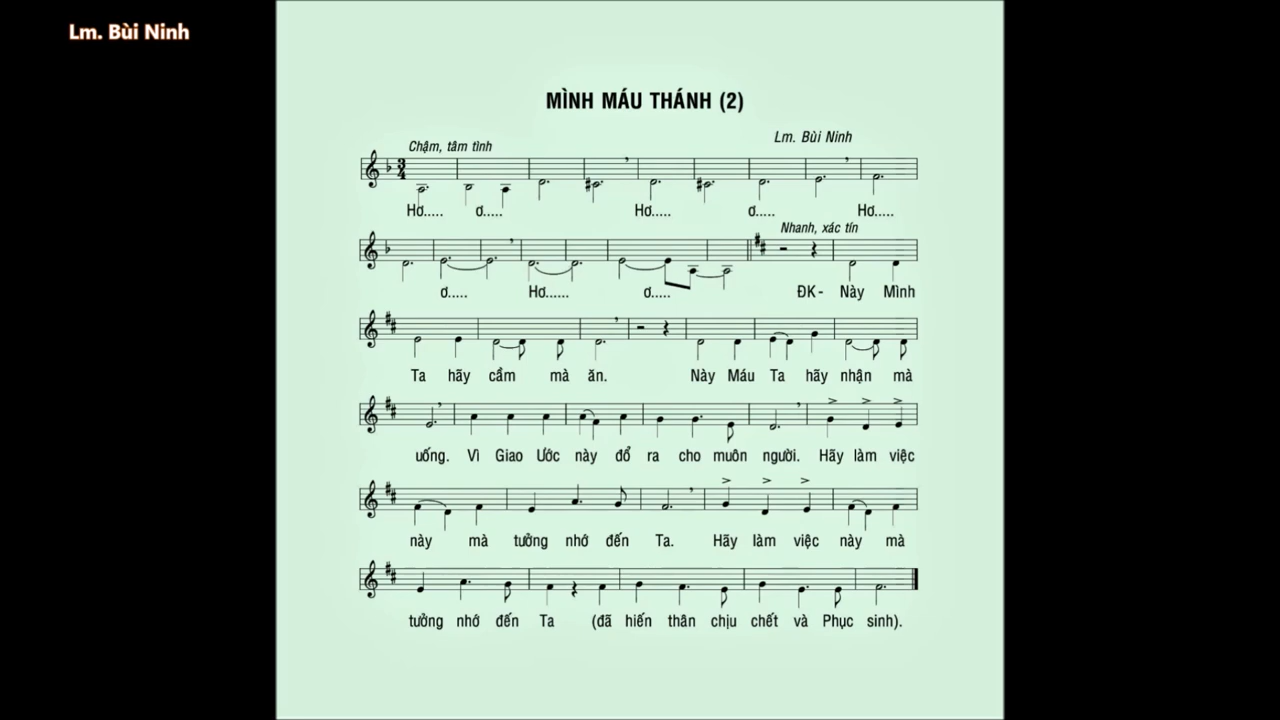 Lm. Bùi Ninh
MÌNH MÁU THÁNH (2)
Lm. Bùi Ninh
Chậm, tâm tình
3
4
Hơ..... ơ..... Hơ..... ơ..... Hơ.....
Nhanh, xác tín
ơ..... Hơ...... ơ..... ĐK- Này Mình
Ta hãy cầm mà ăn. Này Máu Ta hãy nhận mà
uống. Vì Giao Ước này đổ ra cho muôn người. Hãy làm việc
này mà tưởng nhớ đến Ta. Hãy làm việc này mà
tưởng nhớ đến Ta (đã hiến thân chịu chết và Phục sinh).